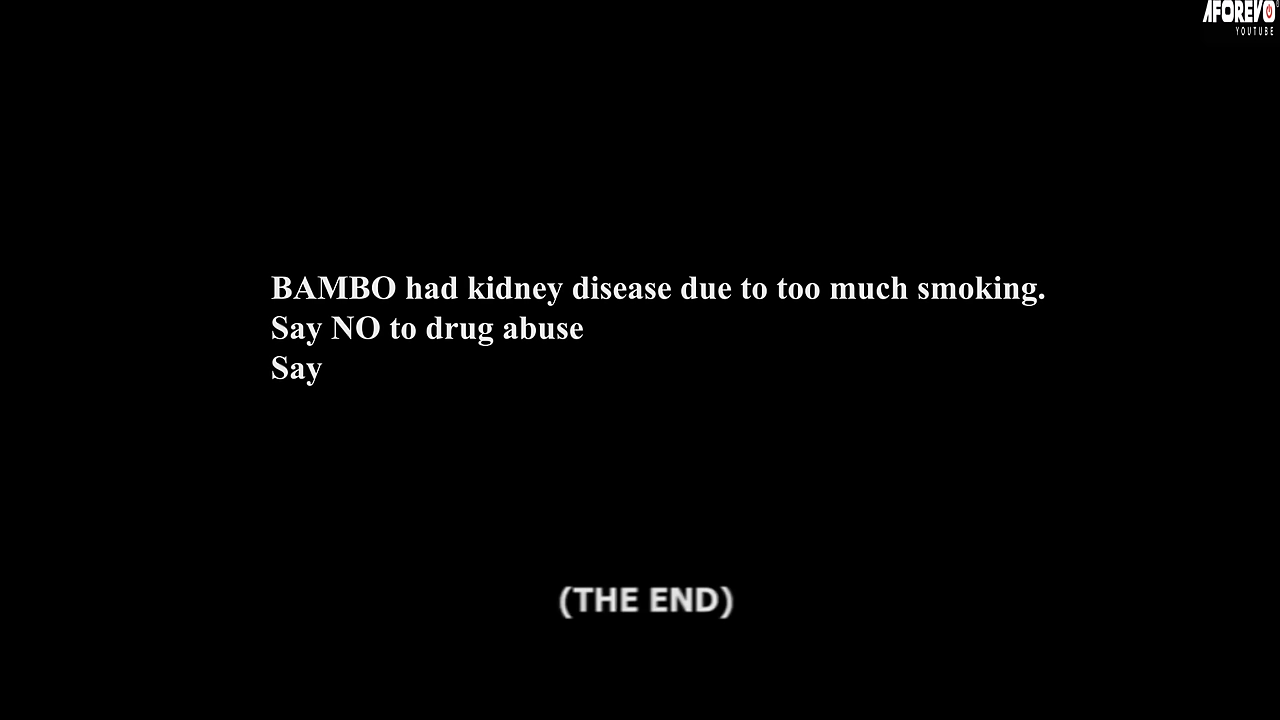 AFOREVO
YOUTUBE
BAMBO had kidney disease due to too much smoking.
Say NO to drug abuse
Say
(THE END)